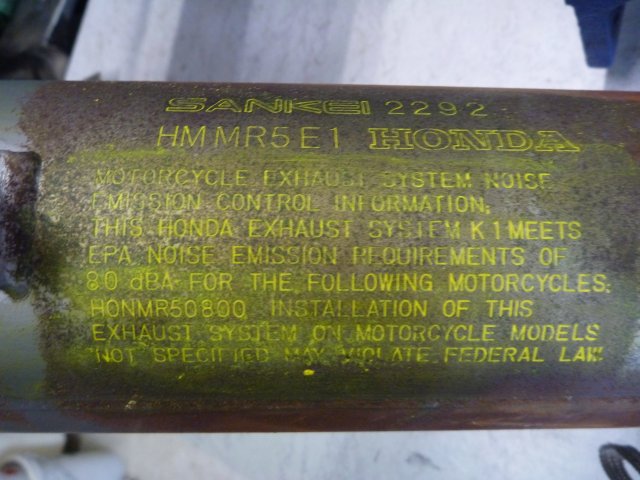 SANKEI 2292
HMMR5E1 HONDA
MOTORCYCLE EXHAUST SYSTEM NOISE
EMISSION CONTROL INFORMATION,
THIS HONDA EXHAUST SYSTEM K1 MEETS
EPA NOISE EMISSION REQUIREMENTS OF
80 dBA FOR THE FOLLOWING MOTORCYCLES:
HONMR50800 INSTALLATION OF THIS
EXHAUST SYSTEM ON MOTORCYCLE MODELS
NOT SPECIFIED MAY VIOLATE FEDERAL LAW.